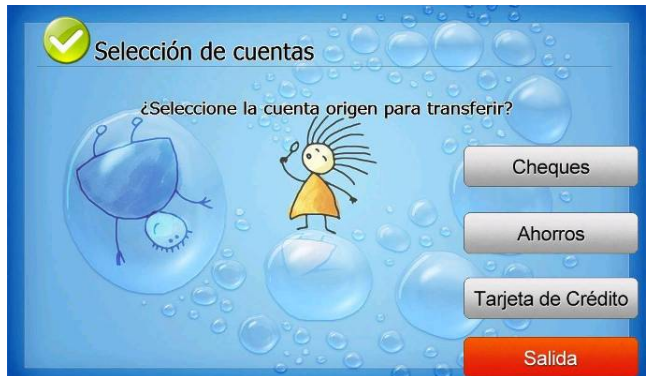 Selección de cuentas
¿Seleccione la cuenta origen para transferir?
Cheques
Ahorros
Tarjeta de Crédito
Salida